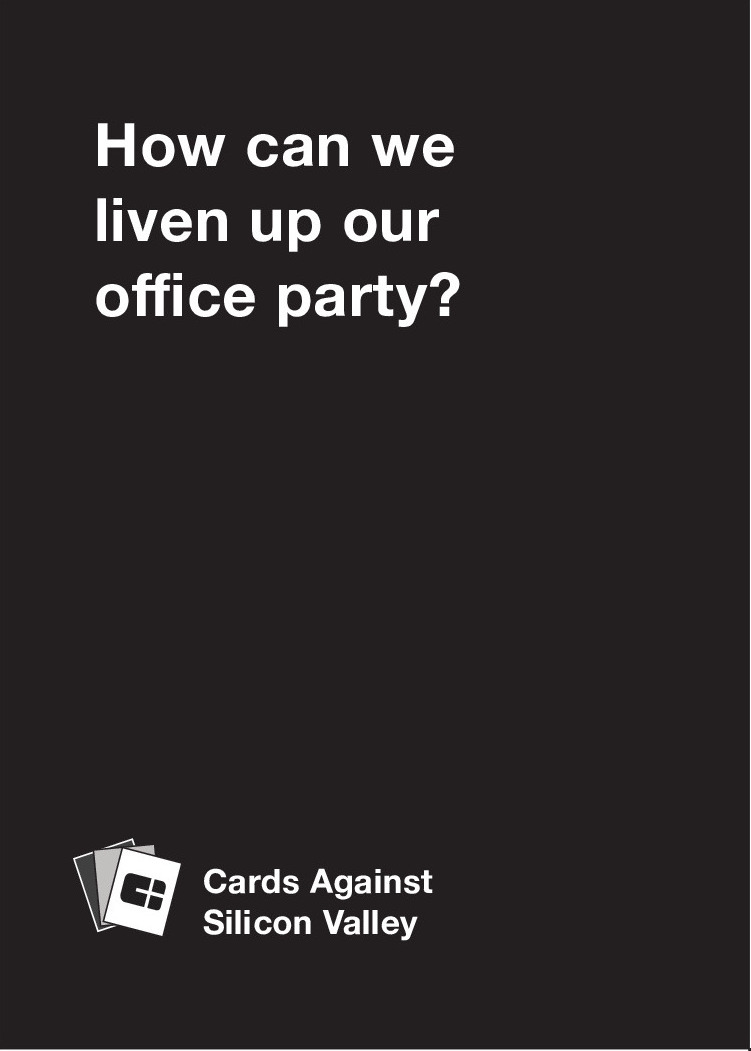 How can we
liven up our
office party?
Cards Against
Silicon Valley